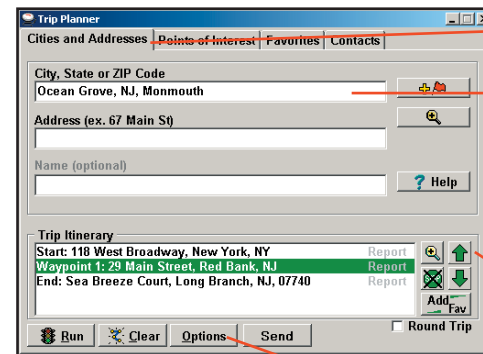 Trip Planner
Cities and Addresses Points of Interest Favorites Contacts
City, State or ZIP Code
Ocean Grove, NJ, Monmouth
Address (ex. 67 Main St)
Name (optional)
? Help
Trip Itinerary
Start: 118 West Broadway, New York, NY Report
Waypoint 1: 29 Main Street, Red Bank, NJ Report
End: Sea Breeze Court, Long Branch, NJ, 07740 Report
Add Fav
Run Clear Options Send Round Trip